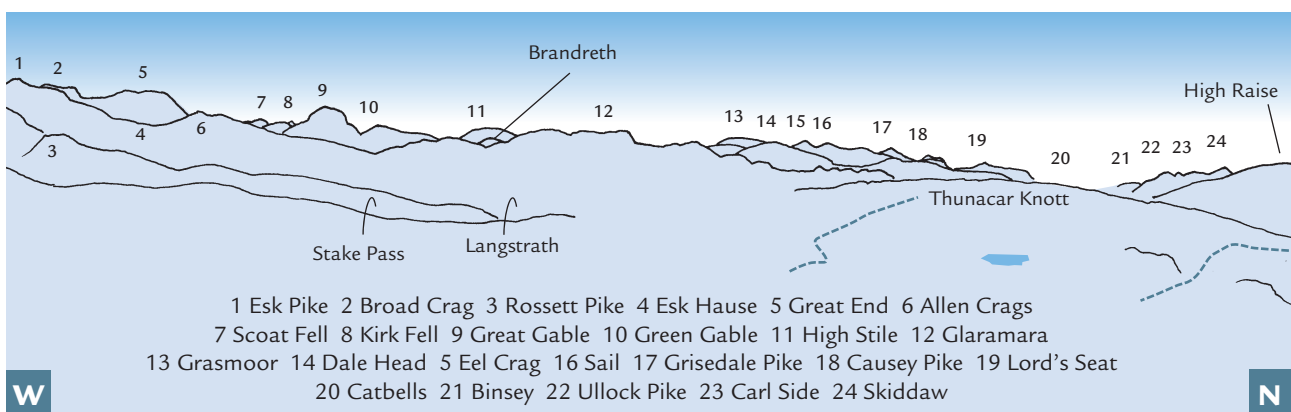 Brandreth
High Raise
1
2
5
7
8
9
10
11
12
13
14
15
16
17
18
19
20
21
22
23
24
3
4
6
Thunacar Knott
Stake Pass
Langstrath
1 Esk Pike 2 Broad Crag 3 Rossett Pike 4 Esk Hause 5 Great End 6 Allen Crags
7 Scoat Fell 8 Kirk Fell 9 Great Gable 10 Green Gable 11 High Stile 12 Glaramara
13 Grasmoor 14 Dale Head 5 Eel Crag 16 Sail 17 Grisedale Pike 18 Causey Pike 19 Lord's Seat
20 Catbells 21 Binsey 22 Ullock Pike 23 Carl Side 24 Skiddaw
W
N